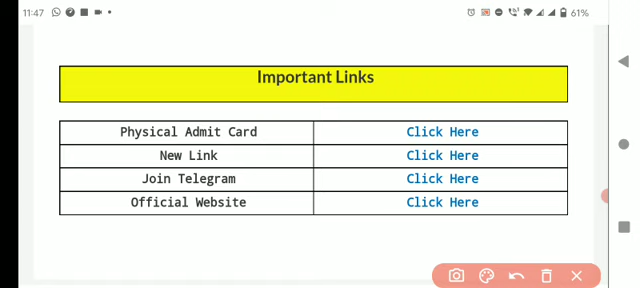 11:47
61%
Important Links
Physical Admit Card Click Here
New Link Click Here
Join Telegram Click Here
Official Website Click Here